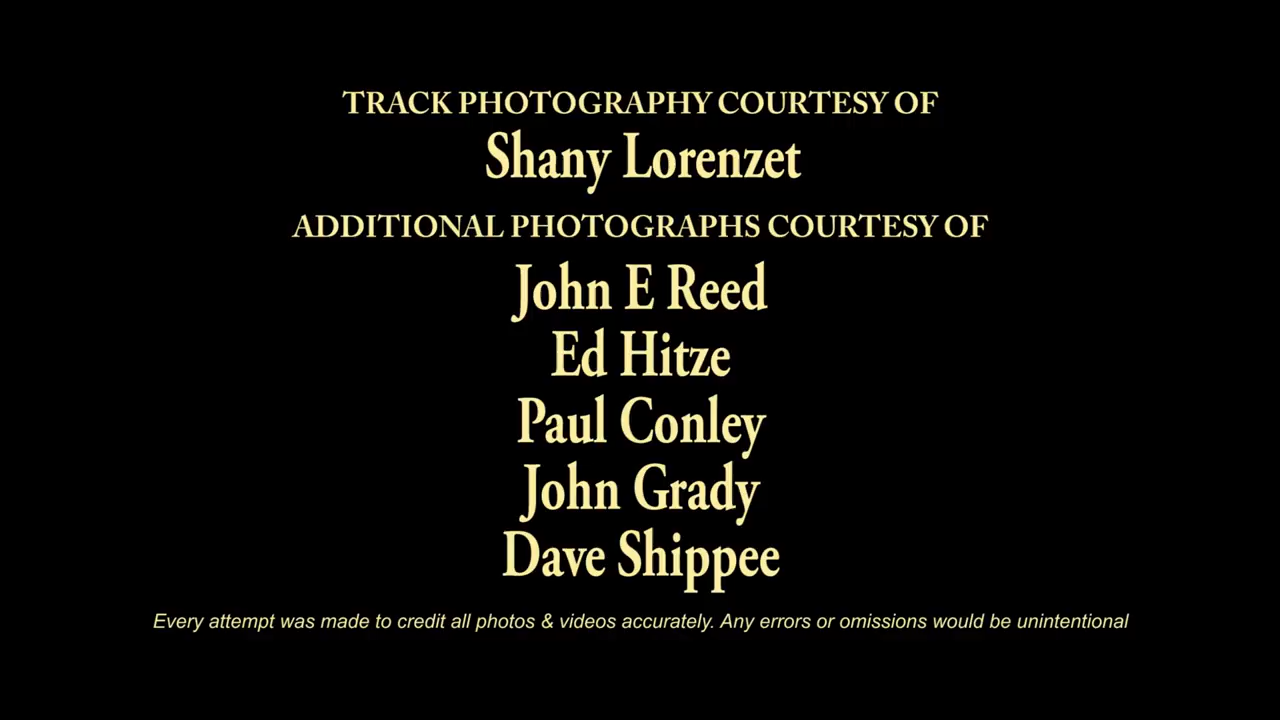 TRACK PHOTOGRAPHY COURTESY OF
Shany Lorenzet
ADDITIONAL PHOTOGRAPHS COURTESY OF
John E Reed
Ed Hitze
Paul Conley
John Grady
Dave Shippee
Every attempt was made to credit all photos & videos accurately. Any errors or omissions would be unintentional